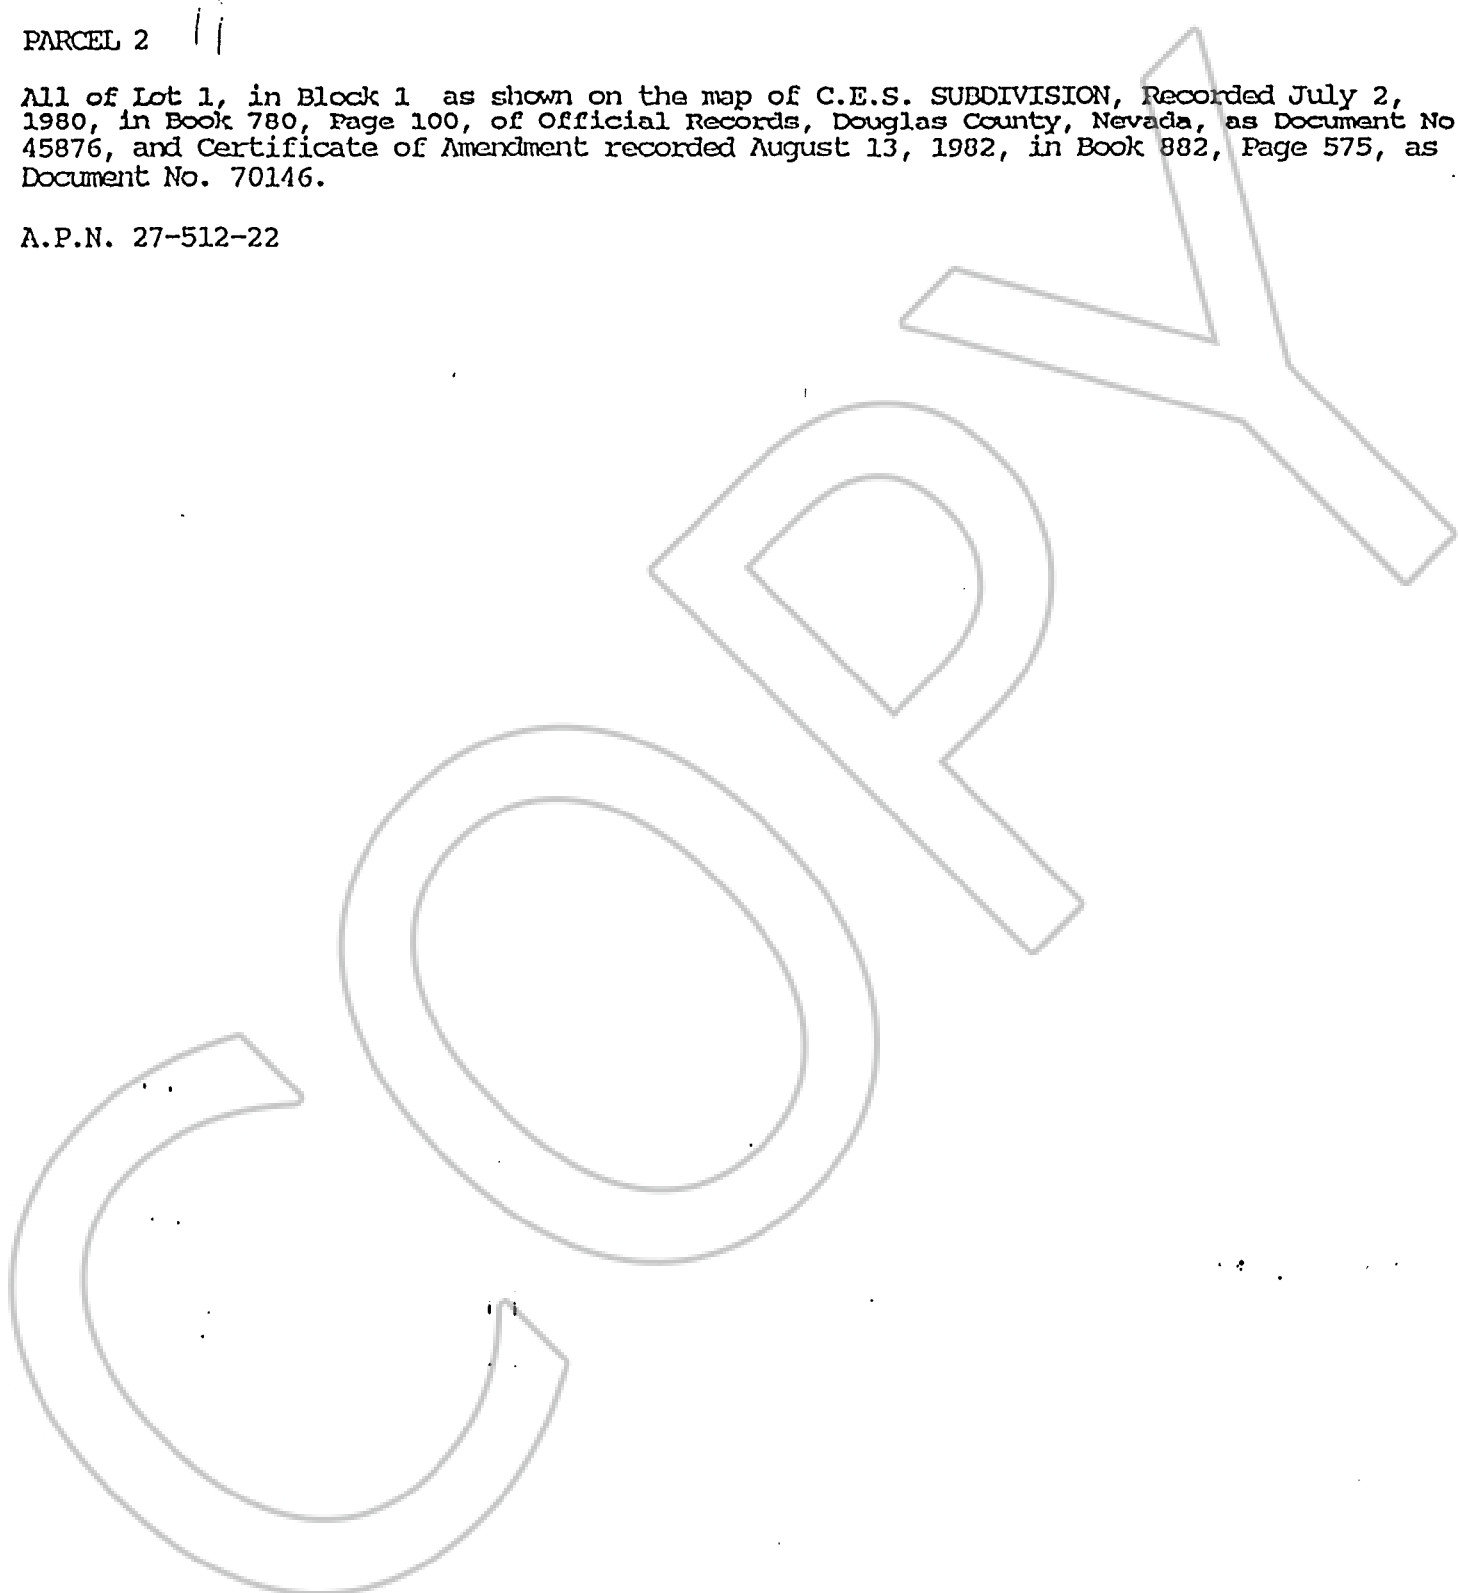 PARCEL 2
All of Lot 1, in Block 1 as shown on the map of C.E.S. SUBDIVISION, Recorded July 2,
1980, in Book 780, Page 100, of Official Records, Douglas County, Nevada, as Document No
45876, and Certificate of Amendment recorded August 13, 1982, in Book 882, Page 575, as
Document No. 70146.
A.P.N. 27-512-22
COPY